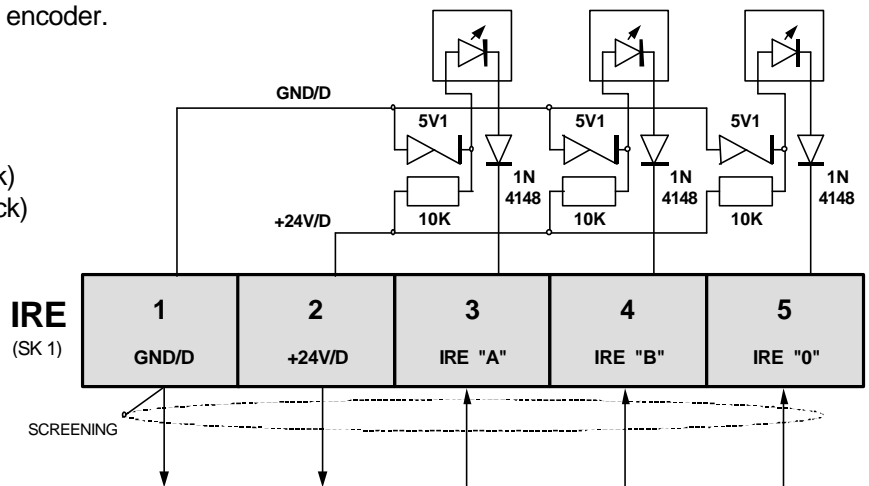 encoder.
GND/D
5V1 5V1 5V1
k)
ck)
1N 1N 1N
4148 4148 4148
10K 10K 10K
+24V/D
IRE 1 2 3 4 5
(SK 1)
GND/D +24V/D IRE "A" IRE "B" IRE "0"
SCREENING